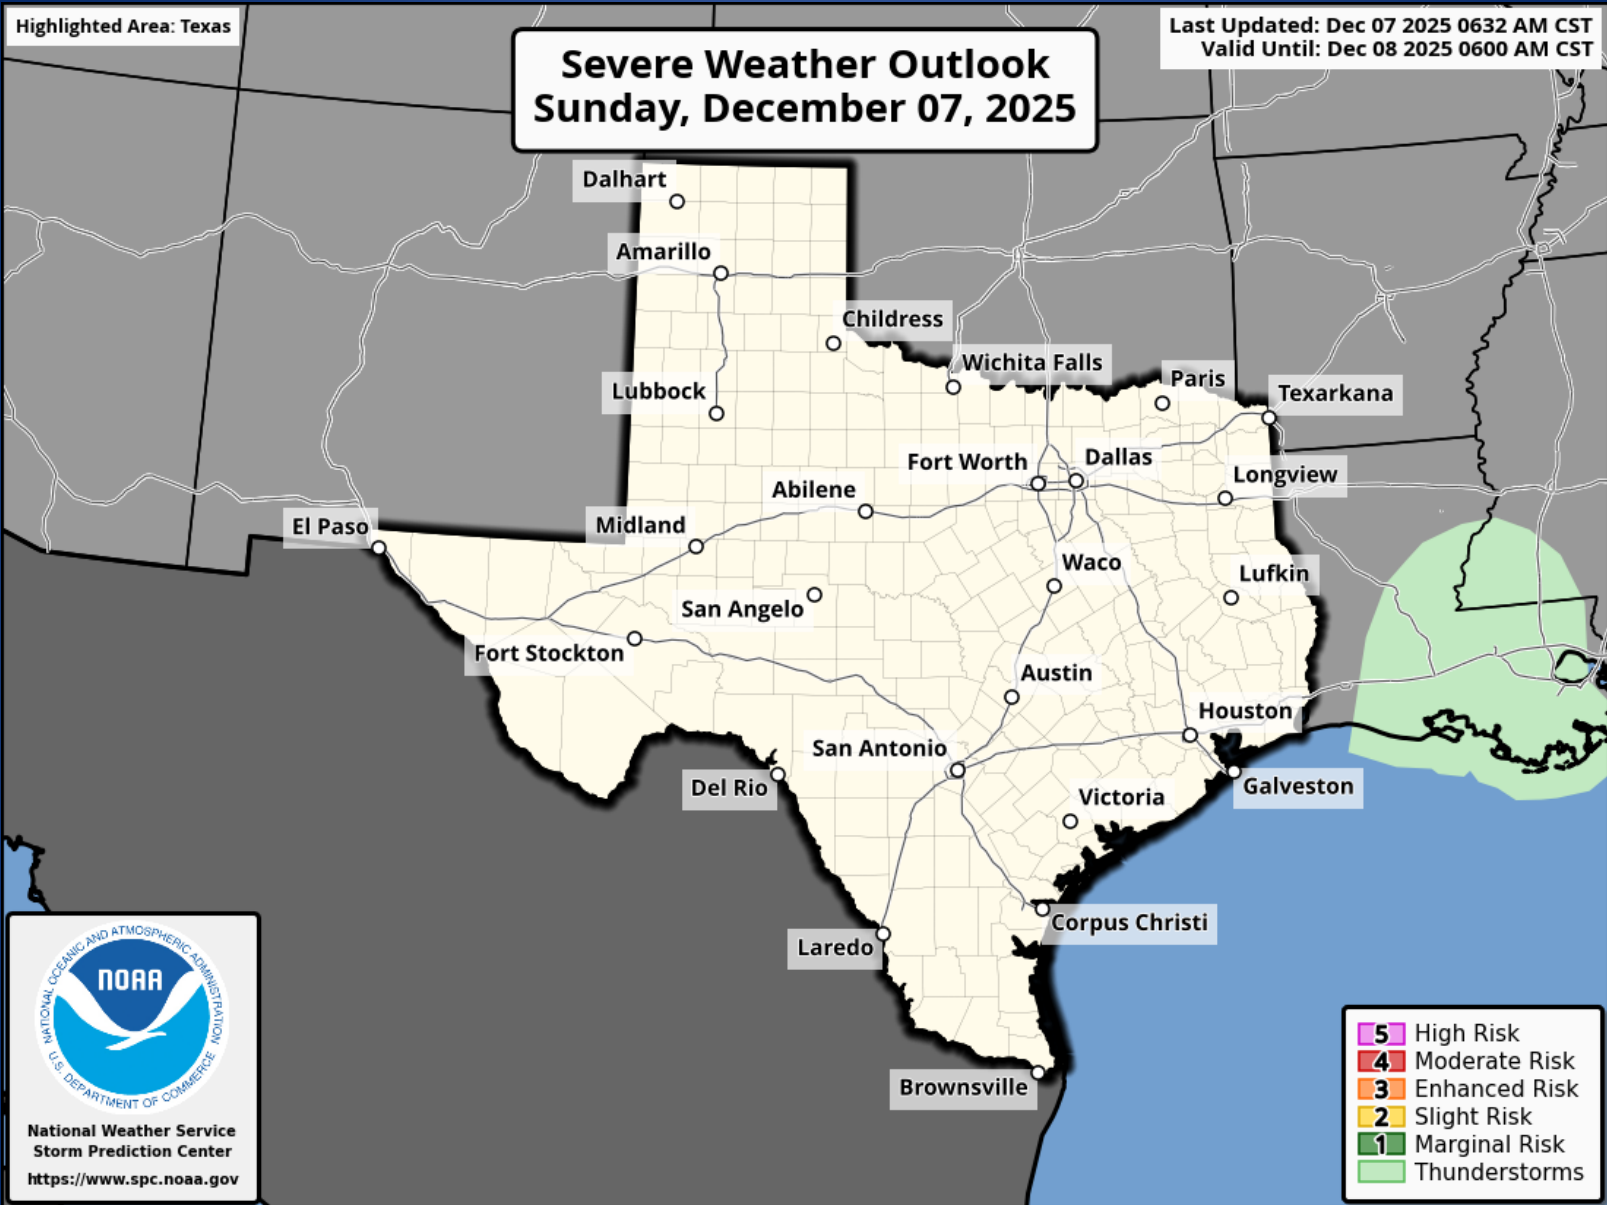 Highlighted Area: Texas
Severe Weather Outlook
Sunday, December 07, 2025
Last Updated: Dec 07 2025 0632 AM CST
Valid Until: Dec 08 2025 0600 AM CST
Dalhart
Amarillo
Childress
Wichita Falls
Paris
Texarkana
Lubbock
Fort Worth
Dallas
Longview
Abilene
El Paso
Midland
Waco
Lufkin
San Angelo
Fort Stockton
Austin
Houston
San Antonio
Del Rio
Galveston
Victoria
Corpus Christi
Laredo
Brownsville
NATIONAL OCEANIC AND ATMOSPHERIC ADMINISTRATION
NOAA
U.S. DEPARTMENT OF COMMERCE
National Weather Service
Storm Prediction Center
https://www.spc.noaa.gov
5 High Risk
4 Moderate Risk
3 Enhanced Risk
2 Slight Risk
1 Marginal Risk
Thunderstorms